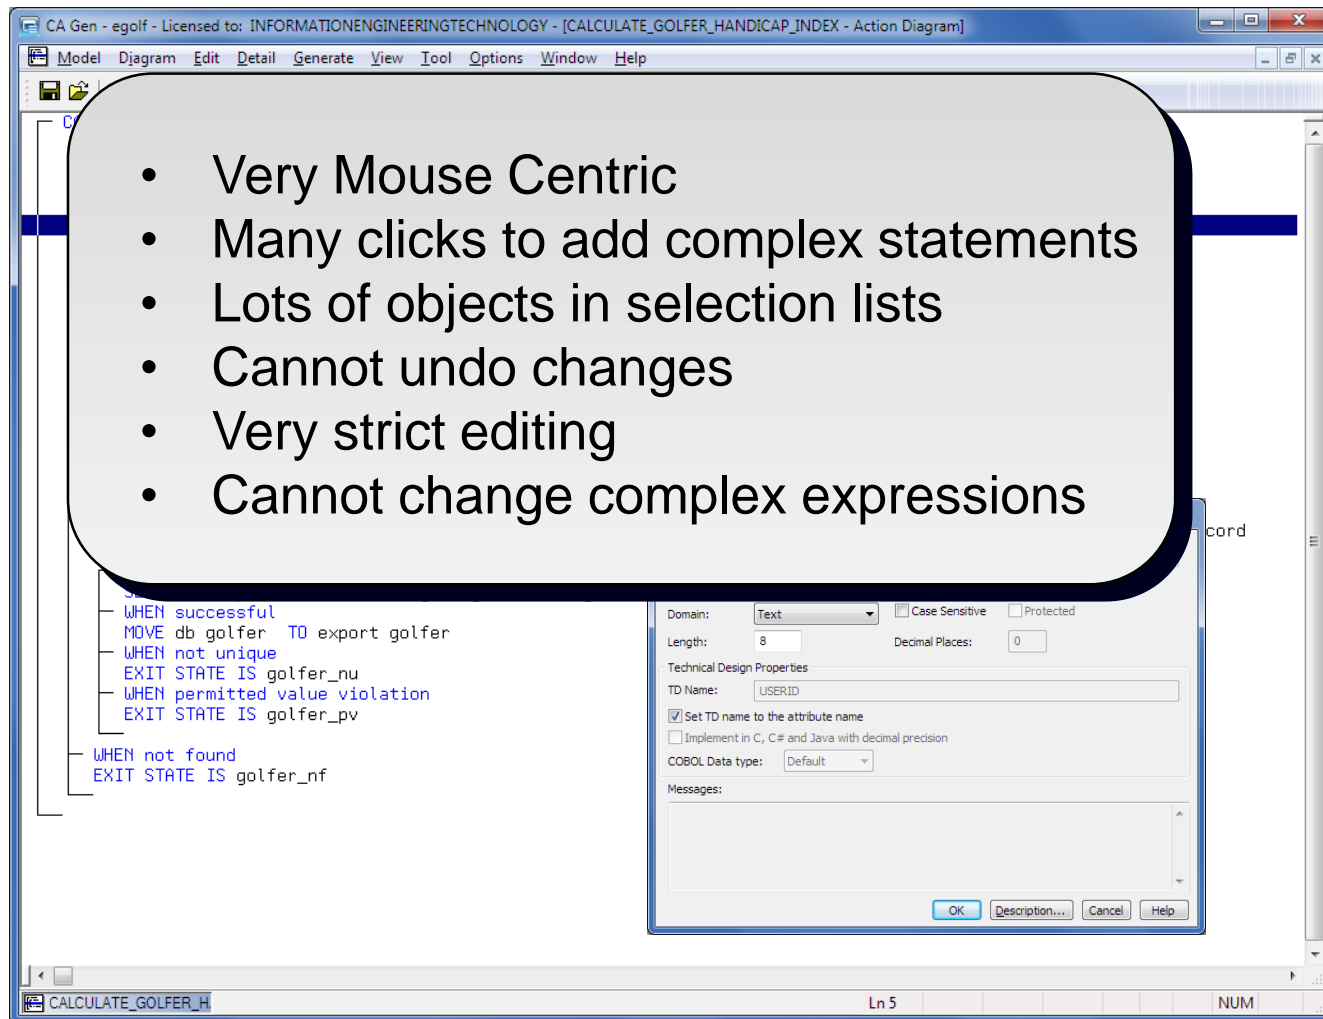 CA Gen - egolf - Licensed to: INFORMATIONENGINEERINGTECHNOLOGY - [CALCULATE_GOLFER_HANDICAP_INDEX - Action Diagram]
Model Diagram Edit Detail Generate View Tool Options Window Help
• Very Mouse Centric
• Many clicks to add complex statements
• Lots of objects in selection lists
• Cannot undo changes
• Very strict editing
• Cannot change complex expressions
cord
WHEN successful
MOVE db golfer TO export golfer
WHEN not unique
EXIT STATE IS golfer_nu
WHEN permitted value violation
EXIT STATE IS golfer_pv
WHEN not found
EXIT STATE IS golfer_nf
Domain: Text Case Sensitive Protected
Length: 8 Decimal Places: 0
Technical Design Properties
TD Name: USERID
Set TD name to the attribute name
Implement in C, C# and Java with decimal precision
COBOL Data type: Default
Messages:
OK Description... Cancel Help
CALCULATE_GOLFER_H Ln 5 NUM